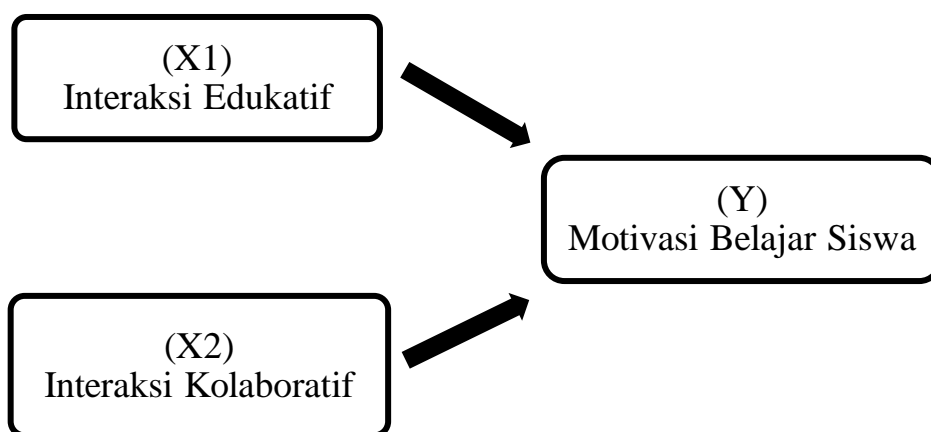 (X1)
Interaksi Edukatif
(Y)
Motivasi Belajar Siswa
(X2)
Interaksi Kolaboratif